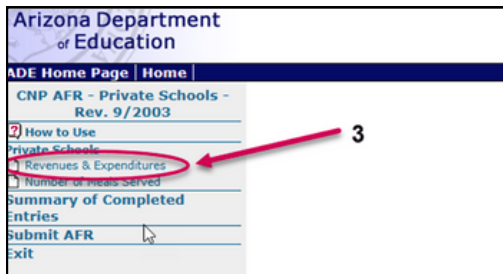 Arizona Department
of Education
ADE Home Page | Home |
CNP AFR - Private Schools -
Rev. 9/2003
? How to Use
Private Schools
Revenues & Expenditures
3
Number of Meals Served
Summary of Completed
Entries
Submit AFR
Exit